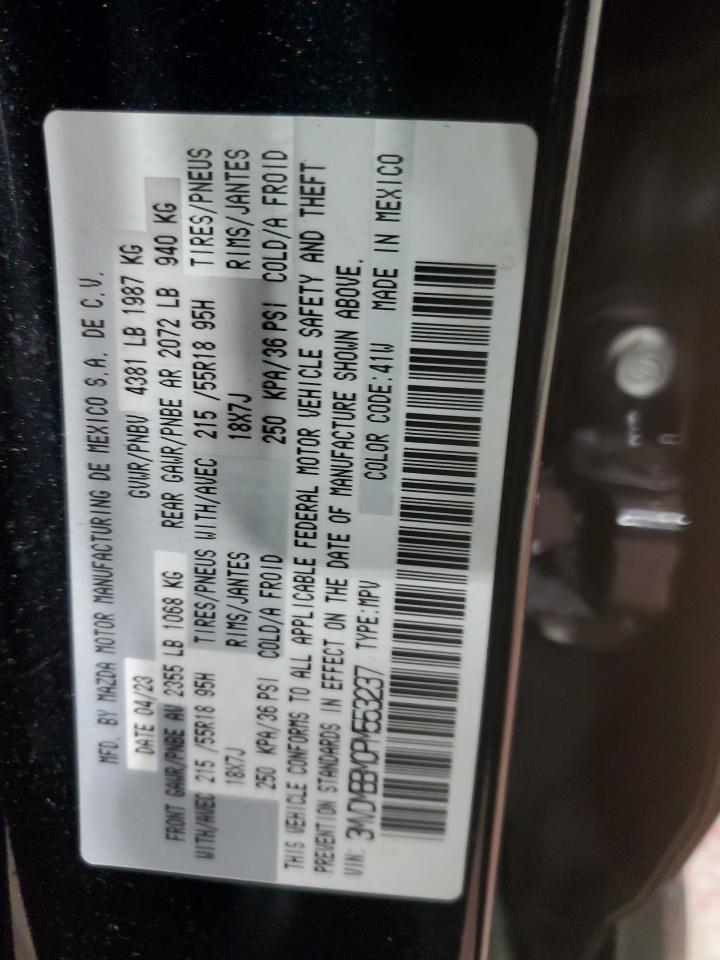 MFD. BY MAZDA MOTOR MANUFACTURING DE MEXICO S.A. DE C.V.
DATE 04/23 GVWR/PNBV 4381 LB 1987 KG
FRONT GAWR/PNBE AV 2355 LB 1068 KG REAR GAWR/PNBE AR 2072 LB 940 KG
WITH/AVEC 215 /55R18 95H TIRES/PNEUS WITH/AVEC 215 /55R18 95H TIRES/PNEUS
18X7J RIMS/JANTES 18X7J RIMS/JANTES
250 KPA/36 PSI COLD/A FROID 250 KPA/36 PSI COLD/A FROID
THIS VEHICLE CONFORMS TO ALL APPLICABLE FEDERAL MOTOR VEHICLE SAFETY AND THEFT
PREVENTION STANDARDS IN EFFECT ON THE DATE OF MANUFACTURE SHOWN ABOVE.
VIN: 3MVDMBBM0PM553237 TYPE:MPV COLOR CODE:41W MADE IN MEXICO